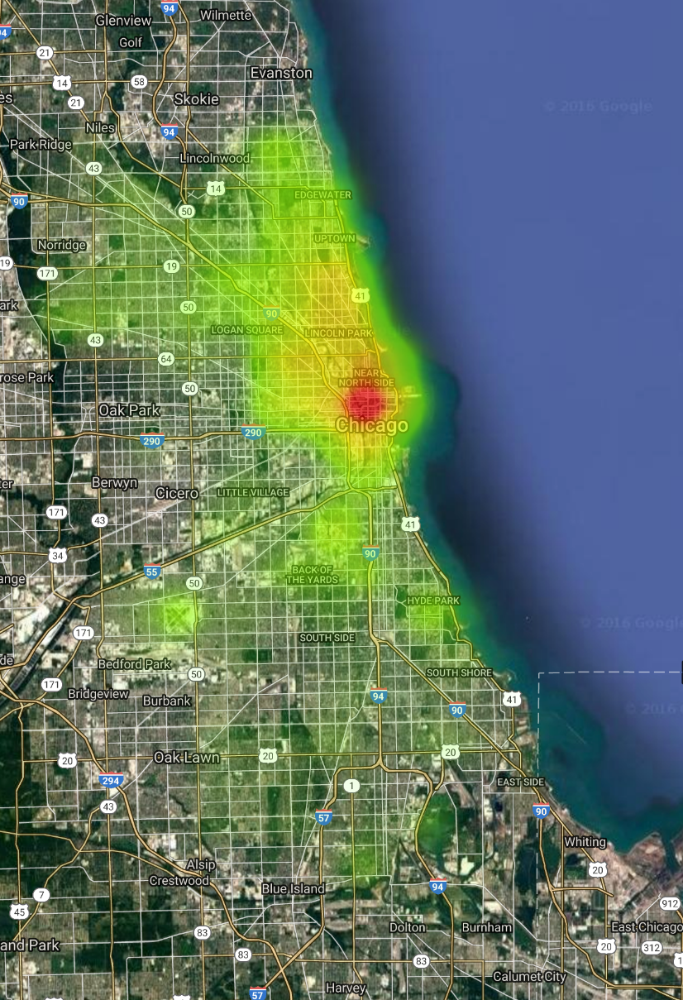 94
Wilmette
Glenview
94
Golf
21
Evanston
14
58
es
21
Skokie
Niles
94
Park Ridge
Lincolnwood
43
14
EDGEWATER
90
50
UPTOWN
Norridge
19
19
171
41
ark
50
90
LOGAN SQUARE
LINCOLN PARK
43
64
NEAR
NORTH SIDE
rose Park
50
Oak Park
Chicago
290
290
ter
Berwyn
Cicero
LITTLE VILLAGE
171
43
41
34
90
55
BACK OF
THE YARDS
ange
50
HYDE PARK
171
SOUTH SIDE
de
Bedford Park
50
SOUTH SHORE
171
Bridgeview
Burbank
94
41
90
20
Oak Lawn
20
20
294
1
EAST SIDE
43
57
90
Whiting
Alsip
Crestwood
20
Blue Island
94
7
912
45
Dolton
Burnham
East Chicago
83
and Park
20
312
83
83
1
Calumet City
57
Harvey
© 2016 Google
© 2016 Google
© 2016